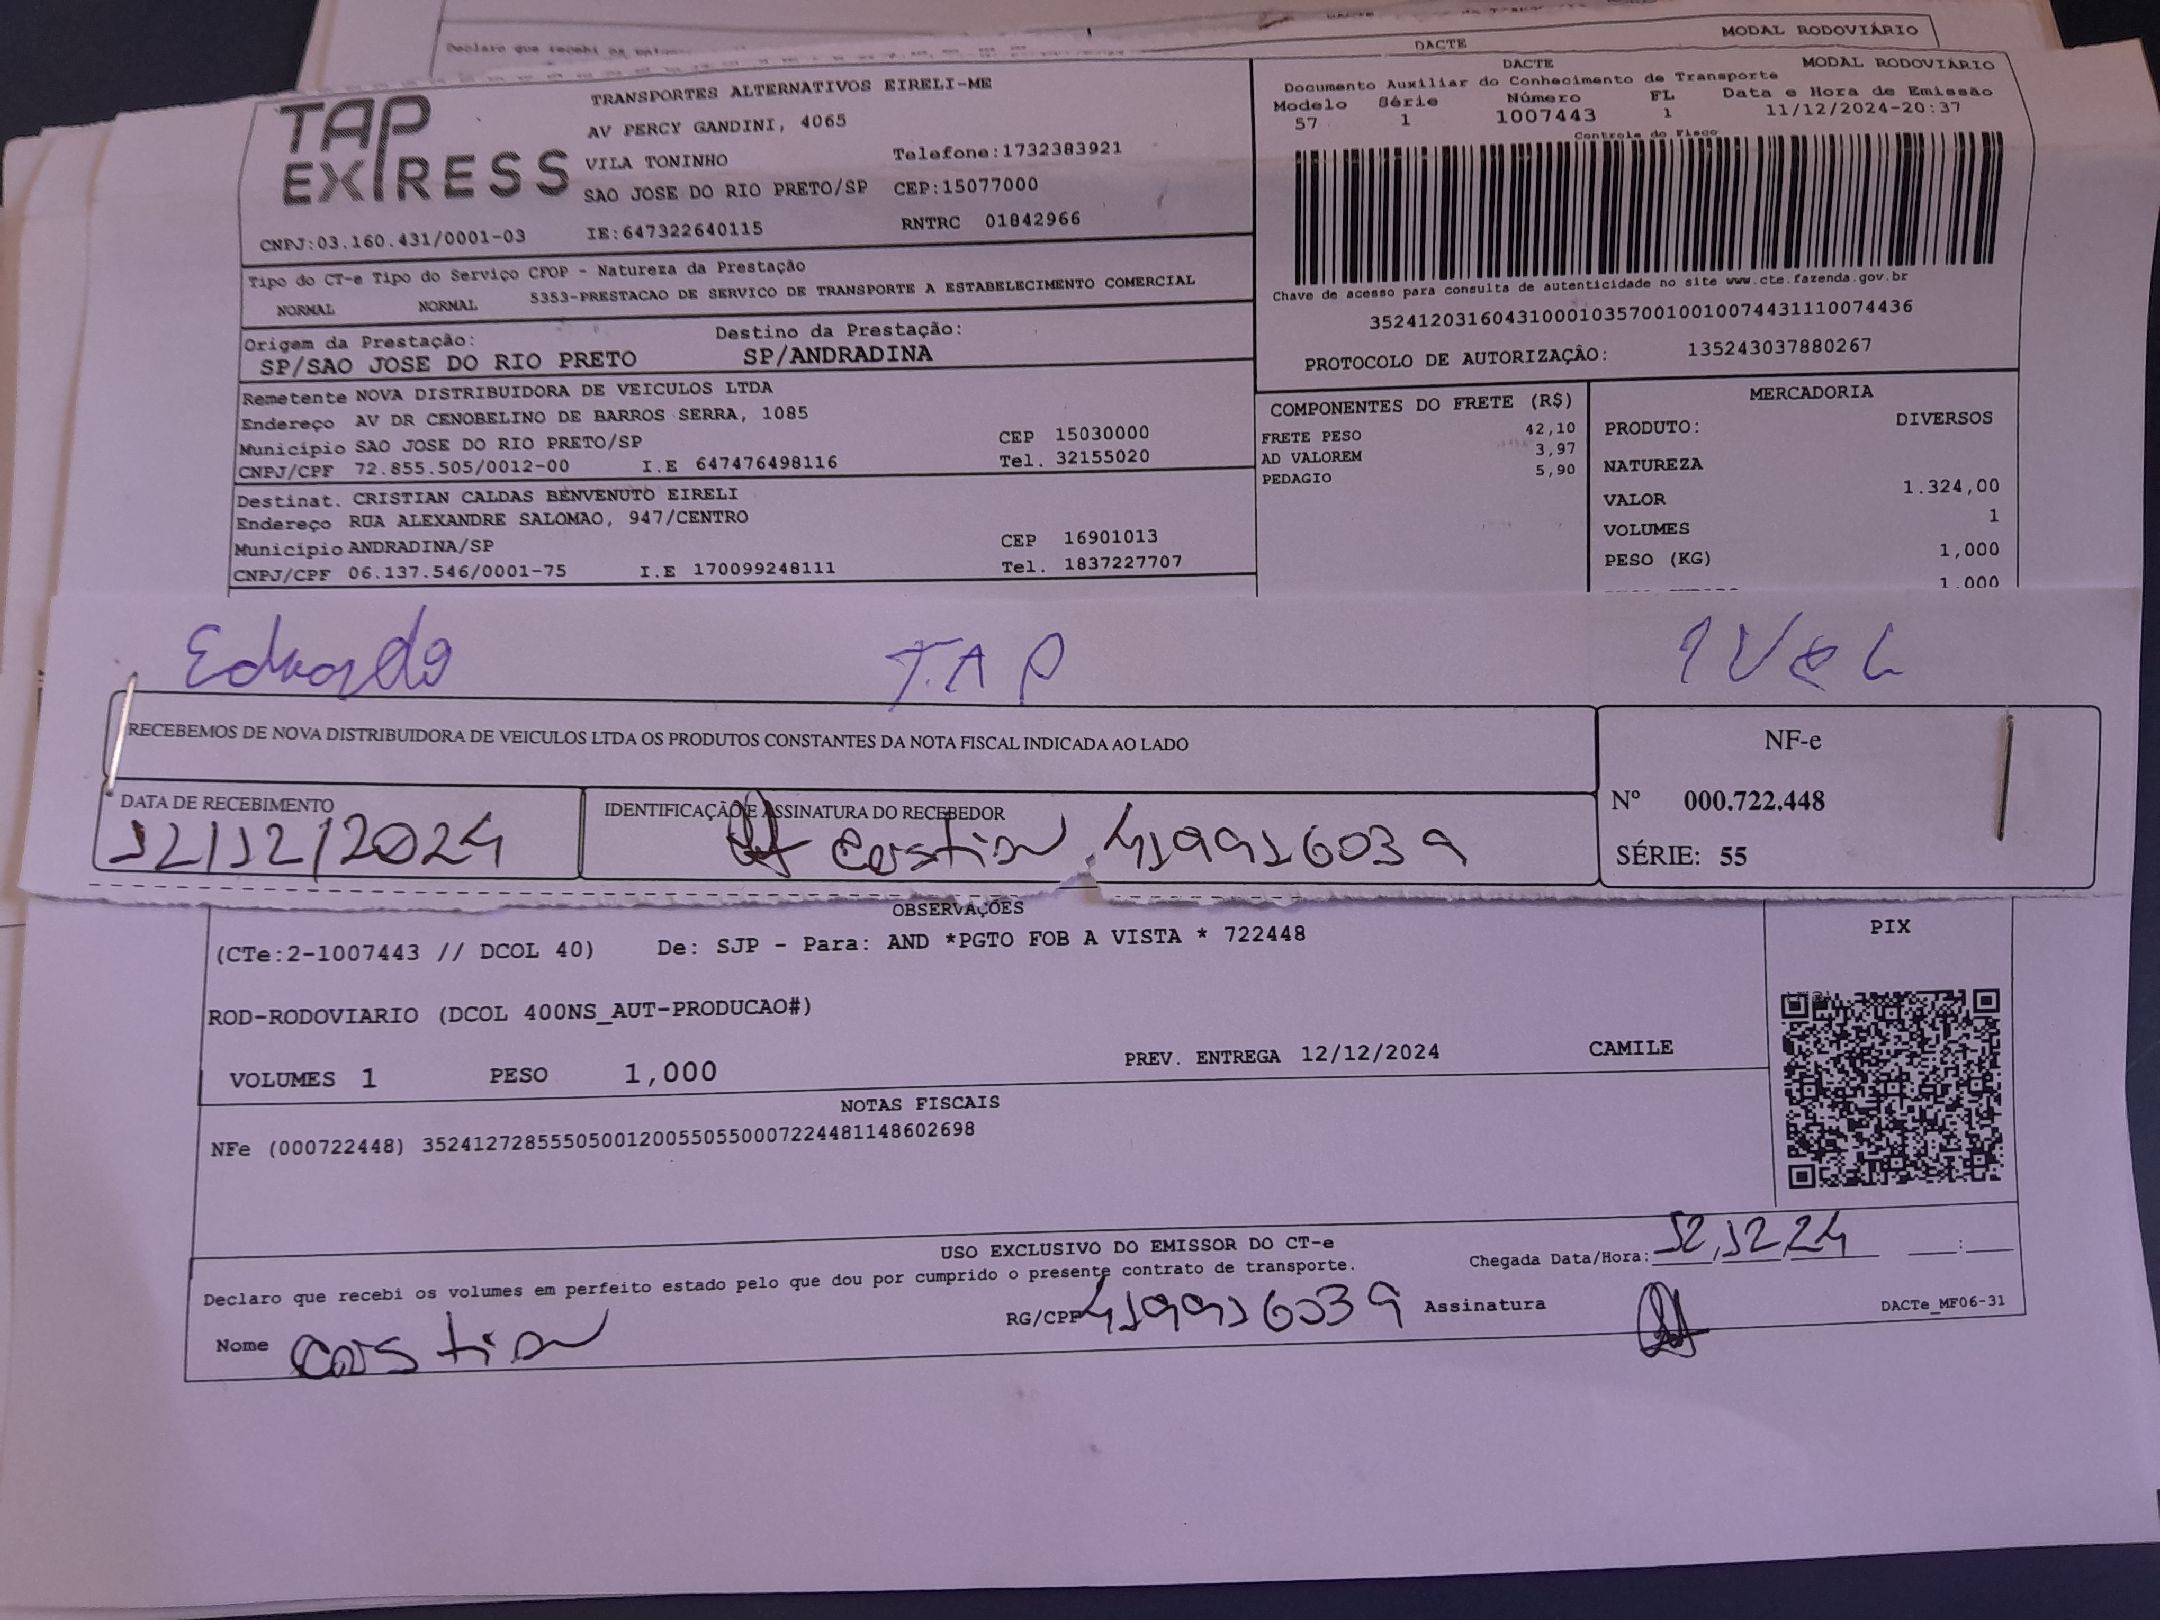 DACTE
MODAL RODOVIÁRIO
Declaro que recebi os
TAP EXPRESS
TRANSPORTES ALTERNATIVOS EIRELI-ME
AV PERCY GANDINI, 4065
VILA TONINHO Telefone:1732383921
SAO JOSE DO RIO PRETO/SP CEP:15077000
CNPJ:03.160.431/0001-03 IE:647322640115 RNTRC 01842966
DACTE MODAL RODOVIÁRIO
Documento Auxiliar do Conhecimento de Transporte
Modelo Série Número FL Data e Hora de Emissão
57 1 1007443 1 11/12/2024-20:37
Controle do Fisco
Chave de acesso para consulta de autenticidade no site www.cte.fazenda.gov.br
35241203160431000103570010010074431110074436
PROTOCOLO DE AUTORIZAÇÃO: 135243037880267
Tipo do CT-e Tipo do Serviço CFOP - Natureza da Prestação
NORMAL NORMAL 5353-PRESTACAO DE SERVICO DE TRANSPORTE A ESTABELECIMENTO COMERCIAL
Origem da Prestação: Destino da Prestação:
SP/SAO JOSE DO RIO PRETO SP/ANDRADINA
Remetente NOVA DISTRIBUIDORA DE VEICULOS LTDA
Endereço AV DR CENOBELINO DE BARROS SERRA, 1085
Município SAO JOSE DO RIO PRETO/SP CEP 15030000
CNPJ/CPF 72.855.505/0012-00 I.E 647476498116 Tel. 32155020
Destinat. CRISTIAN CALDAS BENVENUTO EIRELI
Endereço RUA ALEXANDRE SALOMAO, 947/CENTRO
Município ANDRADINA/SP CEP 16901013
CNPJ/CPF 06.137.546/0001-75 I.E 170099248111 Tel. 1837227707
COMPONENTES DO FRETE (R$)
FRETE PESO 42,10
AD VALOREM 3,97
PEDAGIO 5,90
MERCADORIA
PRODUTO: DIVERSOS
NATUREZA
VALOR 1.324,00
VOLUMES 1
PESO (KG) 1,000
1,000
Eduardo T.A.P 1 Vol
RECEBEMOS DE NOVA DISTRIBUIDORA DE VEICULOS LTDA OS PRODUTOS CONSTANTES DA NOTA FISCAL INDICADA AO LADO
DATA DE RECEBIMENTO
12/12/2024
IDENTIFICAÇÃO E ASSINATURA DO RECEBEDOR
419916039
NF-e
Nº 000.722.448
SÉRIE: 55
OBSERVAÇÕES
(CTe:2-1007443 // DCOL 40) De: SJP - Para: AND *PGTO FOB A VISTA * 722448
ROD-RODOVIARIO (DCOL 400NS_AUT-PRODUCAO#)
VOLUMES 1 PESO 1,000 PREV. ENTREGA 12/12/2024 CAMILE
PIX
NOTAS FISCAIS
NFe (000722448) 35241272855505001200550550007224481148602698
USO EXCLUSIVO DO EMISSOR DO CT-e
Chegada Data/Hora: 12,12,24 __:__
Declaro que recebi os volumes em perfeito estado pelo que dou por cumprido o presente contrato de transporte.
Nome RG/CPF 419916039 Assinatura
DACTe_MF06-31